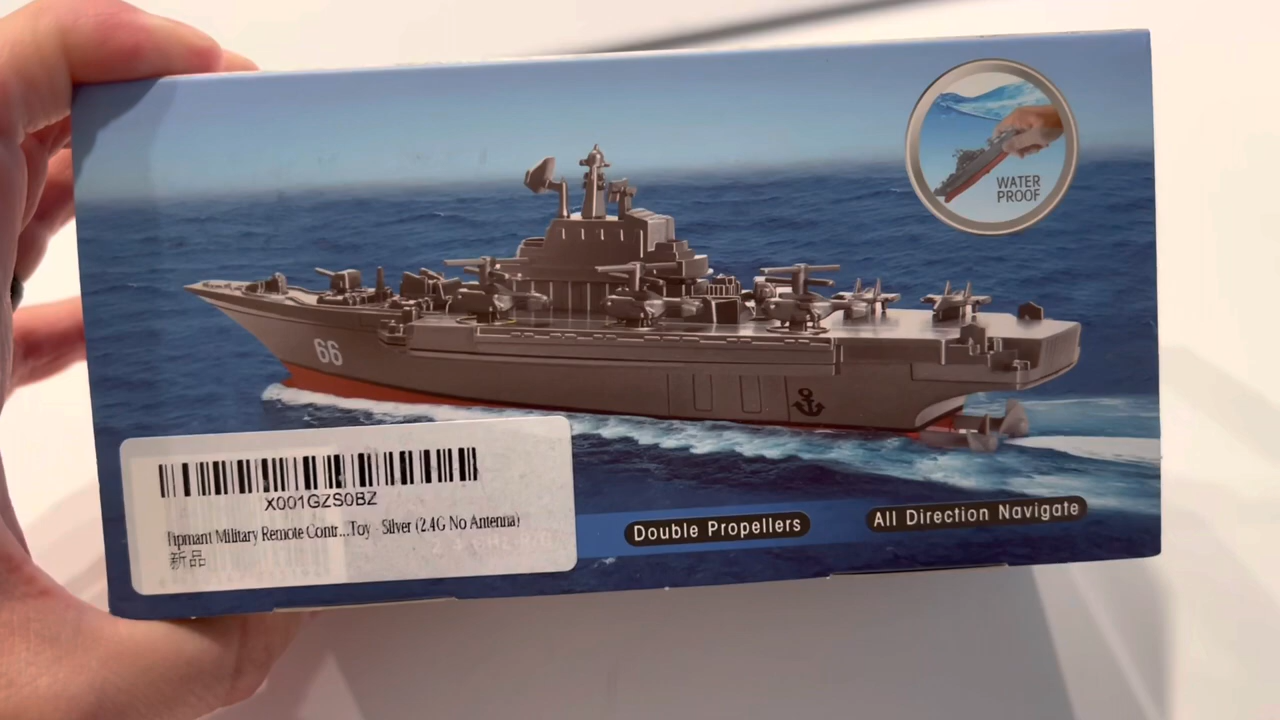 WATER
PROOF
66
X001GZS0BZ
Military Remote Contr...Toy - Silver (2.4G No Antenna)
新品
Double Propellers
All Direction Navigate